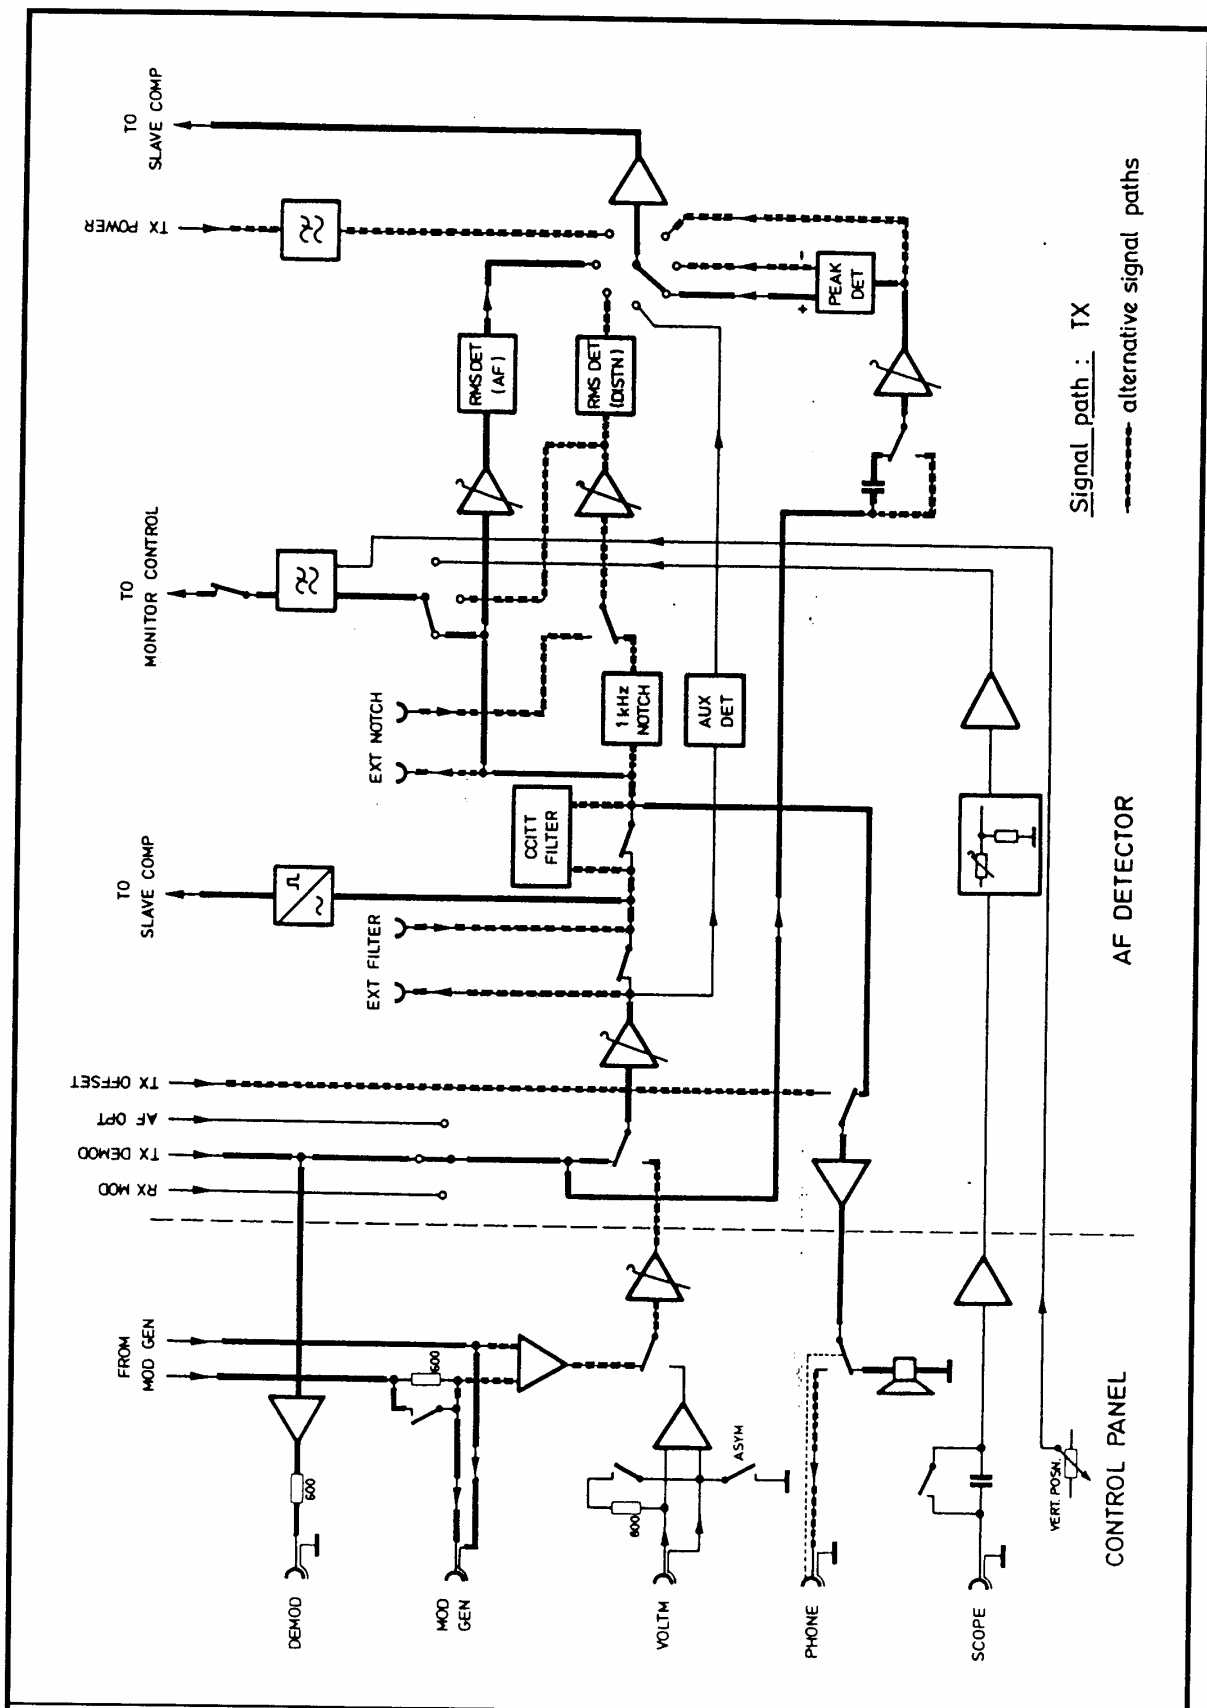 TO
SLAVE COMP
TX POWER
RMS DET
(AF)
RMS DET
(DISTN)
+
-
PEAK
DET
Signal path : TX
alternative signal paths
TO
MONITOR CONTROL
EXT NOTCH
EXT FILTER
1 kHz
NOTCH
AUX
DET
CCITT
FILTER
TO
SLAVE COMP
AF DETECTOR
TX OFFSET
AF OPT
TX DEMOD
RX MOD
FROM
MOD GEN
600
600
600
ASYM
VERT. POSN.
CONTROL PANEL
DEMOD
MOD
GEN
VOLTM
PHONE
SCOPE